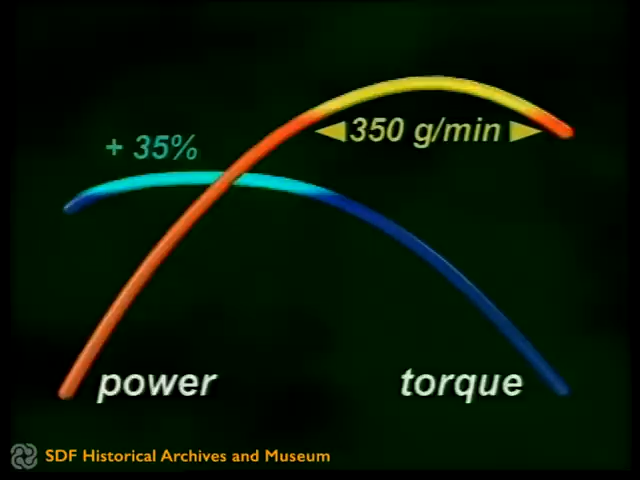 + 35%
350 g/min
power
torque
SDF Historical Archives and Museum